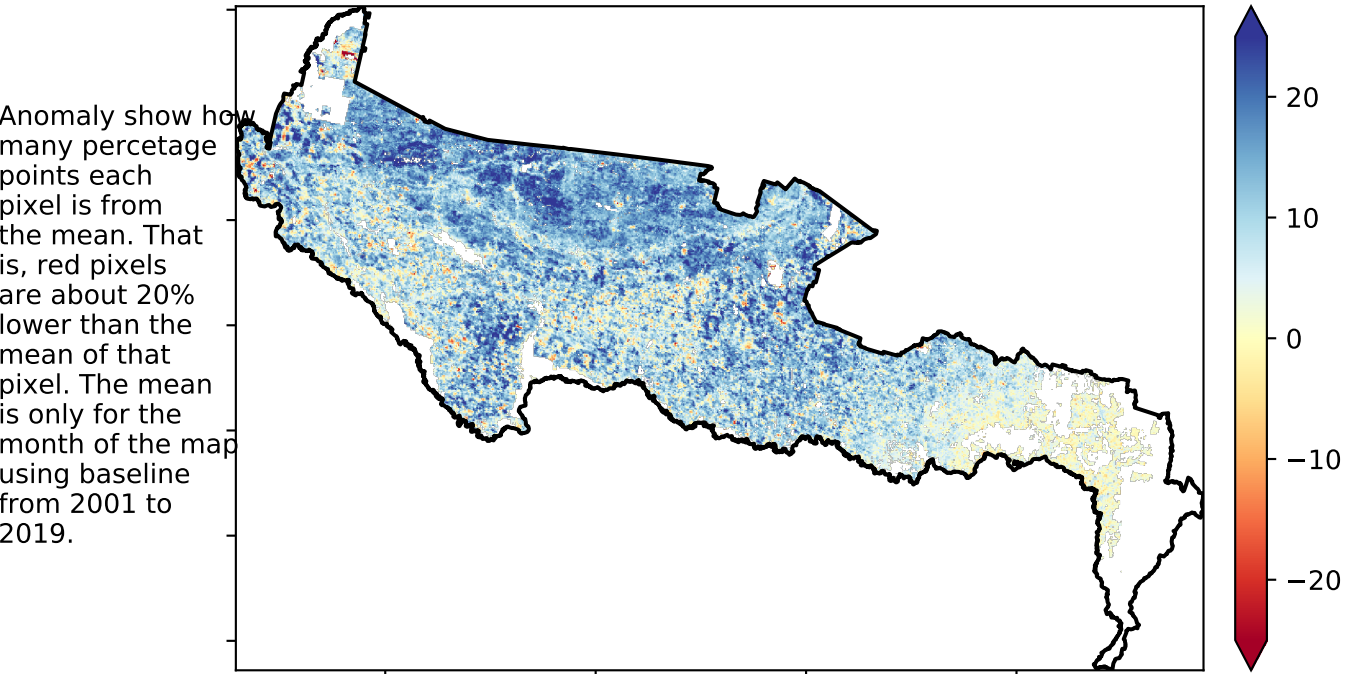 Anomaly show how
many percetage
points each
pixel is from
the mean. That
is, red pixels
are about 20%
lower than the
mean of that
pixel. The mean
is only for the
month of the map
using baseline
from 2001 to
2019.
20
10
0
−10
−20